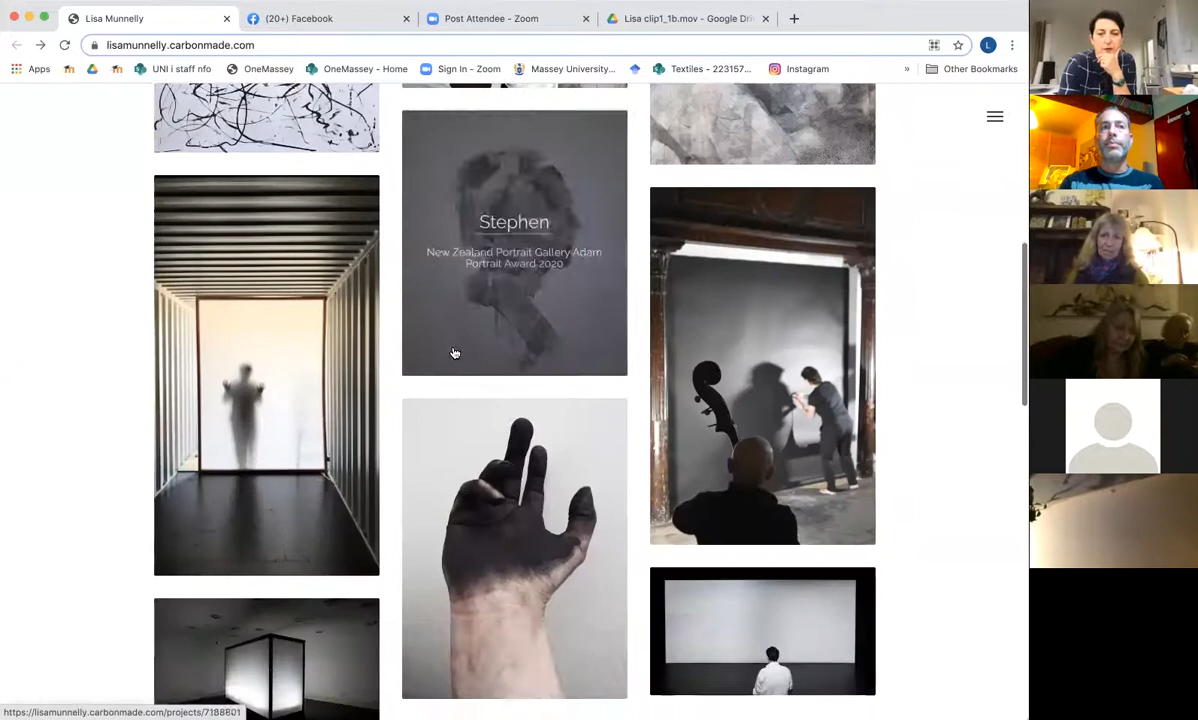 Lisa Munnelly
(20+) Facebook
Post Attendee - Zoom
Lisa clip1_1b.mov - Google Dri
lisamunnelly.carbonmade.com
L
Apps
UNI i staff nfo
OneMassey
OneMassey - Home
Sign In - Zoom
Massey University...
Textiles - 223157...
Instagram
»
Other Bookmarks
Stephen
New Zealand Portrait Gallery Adam
Portrait Award 2020
https://lisamunnelly.carbonmade.com/projects/7188801